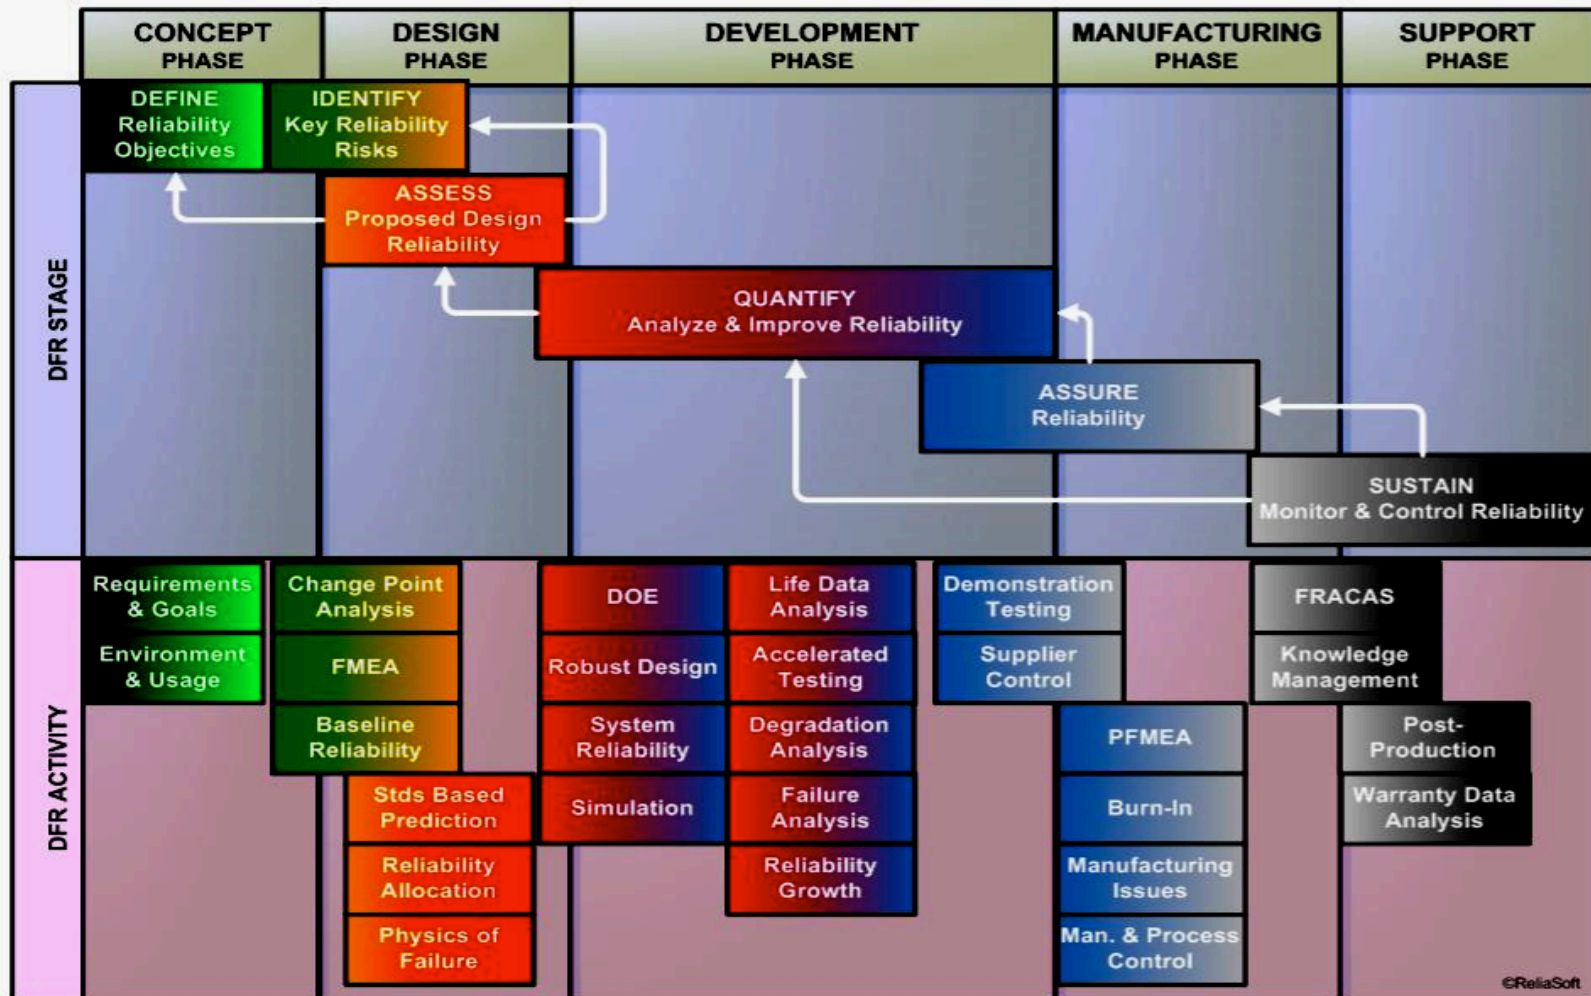 CONCEPT
PHASE
DESIGN
PHASE
DEVELOPMENT
PHASE
MANUFACTURING
PHASE
SUPPORT
PHASE
DFR STAGE
DEFINE
Reliability
Objectives
IDENTIFY
Key Reliability
Risks
ASSESS
Proposed Design
Reliability
QUANTIFY
Analyze & Improve Reliability
ASSURE
Reliability
SUSTAIN
Monitor & Control Reliability
DFR ACTIVITY
Requirements
& Goals
Environment
& Usage
Change Point
Analysis
FMEA
Baseline
Reliability
Stds Based
Prediction
Reliability
Allocation
Physics of
Failure
DOE
Robust Design
System
Reliability
Simulation
Life Data
Analysis
Accelerated
Testing
Degradation
Analysis
Failure
Analysis
Reliability
Growth
Demonstration
Testing
Supplier
Control
PFMEA
Burn-In
Manufacturing
Issues
Man. & Process
Control
FRACAS
Knowledge
Management
Post-
Production
Warranty Data
Analysis
©ReliaSoft